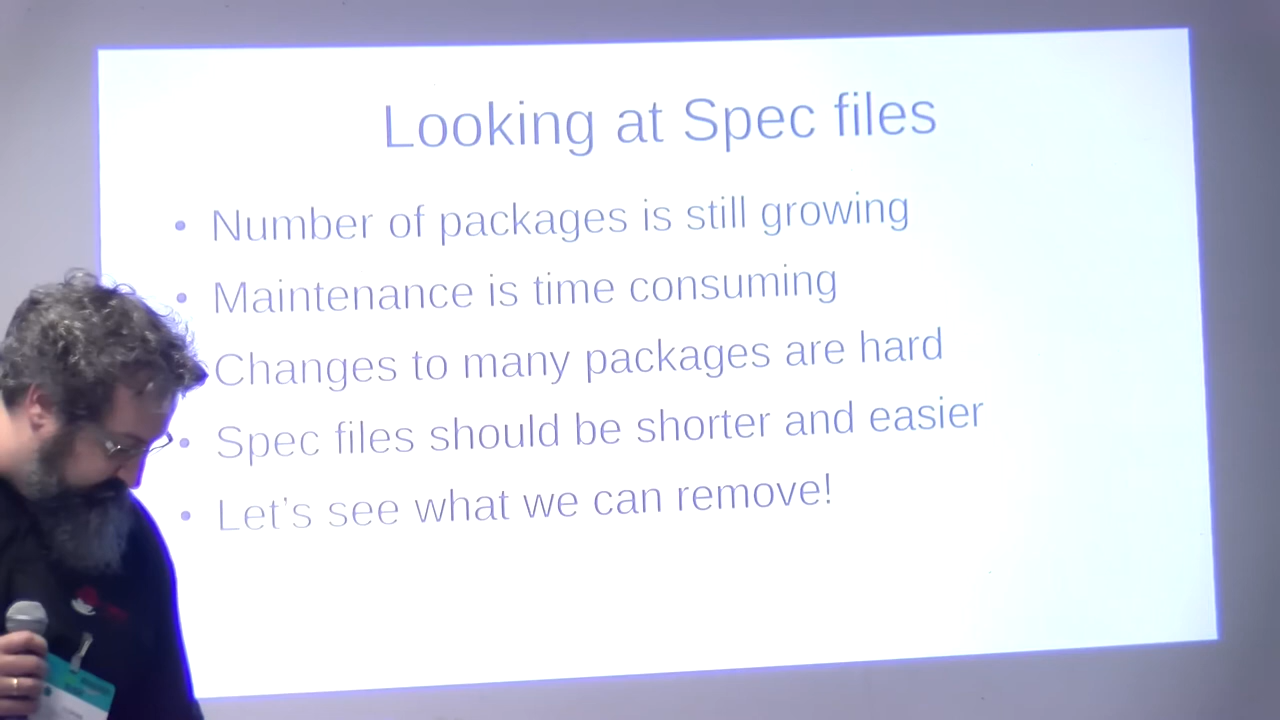 Looking at Spec files
• Number of packages is still growing
• Maintenance is time consuming
Changes to many packages are hard
• Spec files should be shorter and easier
• Let's see what we can remove!